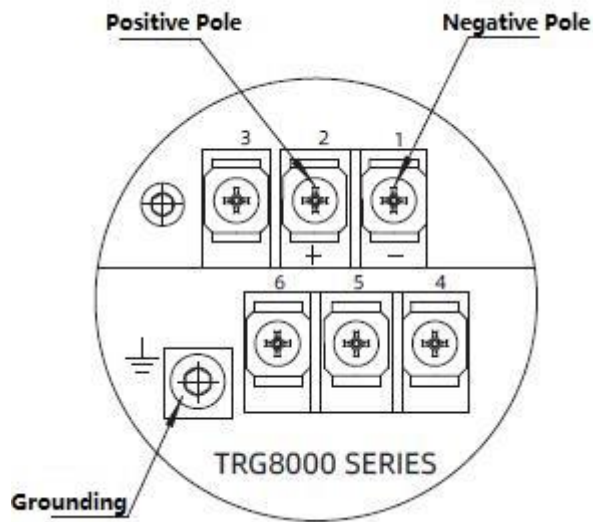 Positive Pole
Negative Pole
3 2 1
+ -
6 5 4
TRG8000 SERIES
Grounding